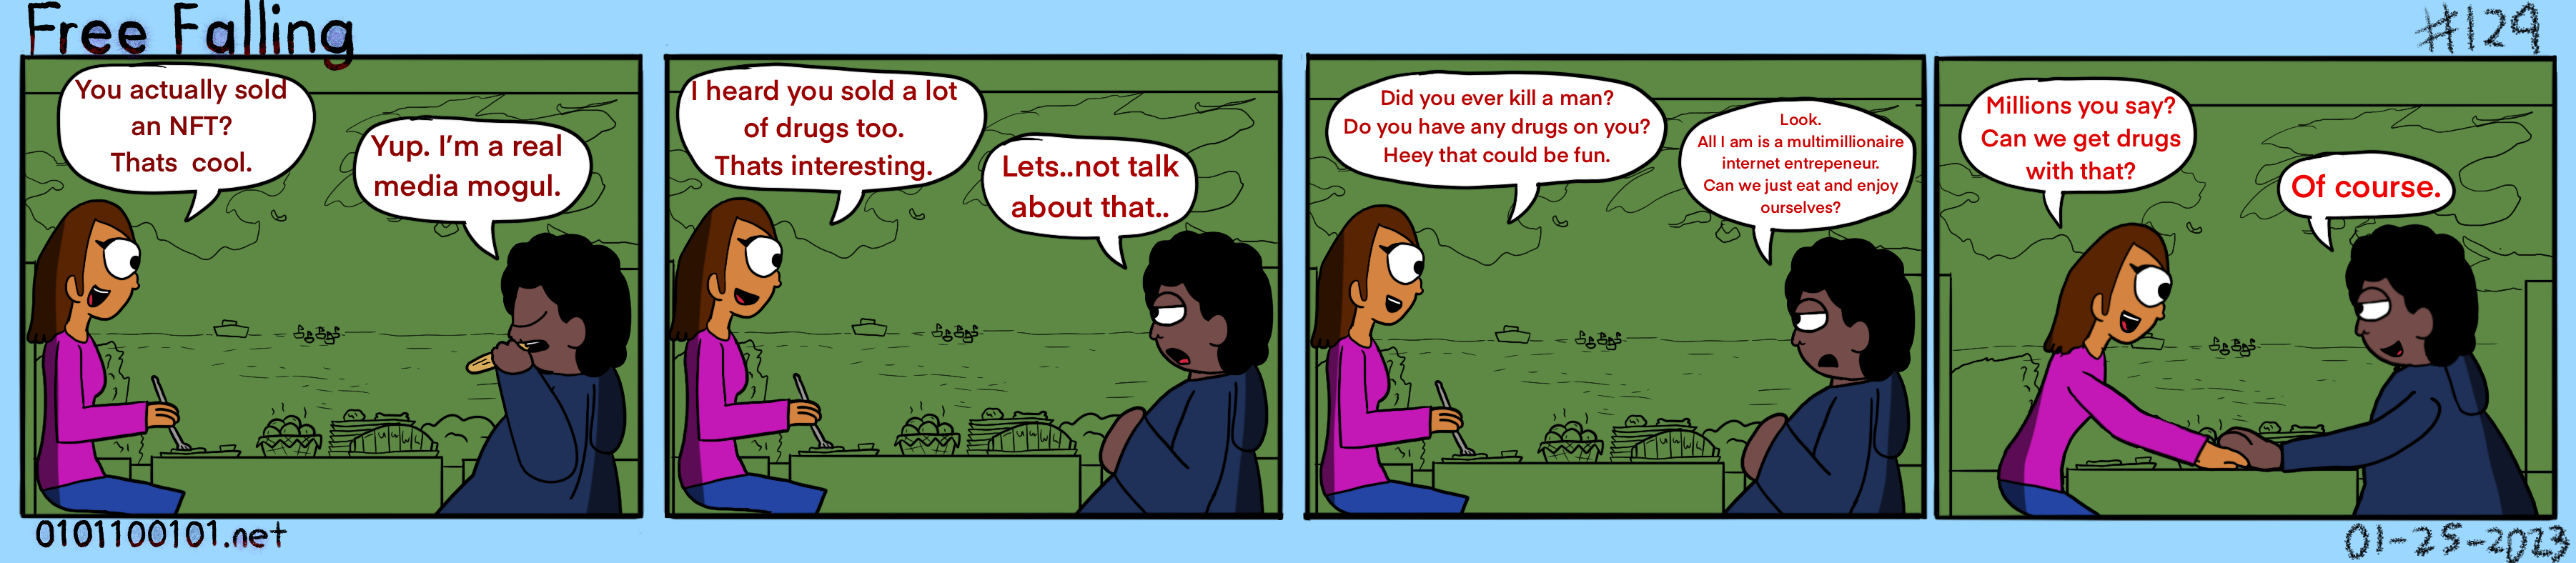 Free Falling
#129
You actually sold
an NFT?
Thats cool.
Yup. I'm a real
media mogul.
I heard you sold a lot
of drugs too.
Thats interesting.
Lets..not talk
about that..
Did you ever kill a man?
Do you have any drugs on you?
Heey that could be fun.
Look.
All I am is a multimillionaire
internet entrepeneur.
Can we just eat and enjoy
ourselves?
Millions you say?
Can we get drugs
with that?
Of course.
0101100101.net
01-25-2023